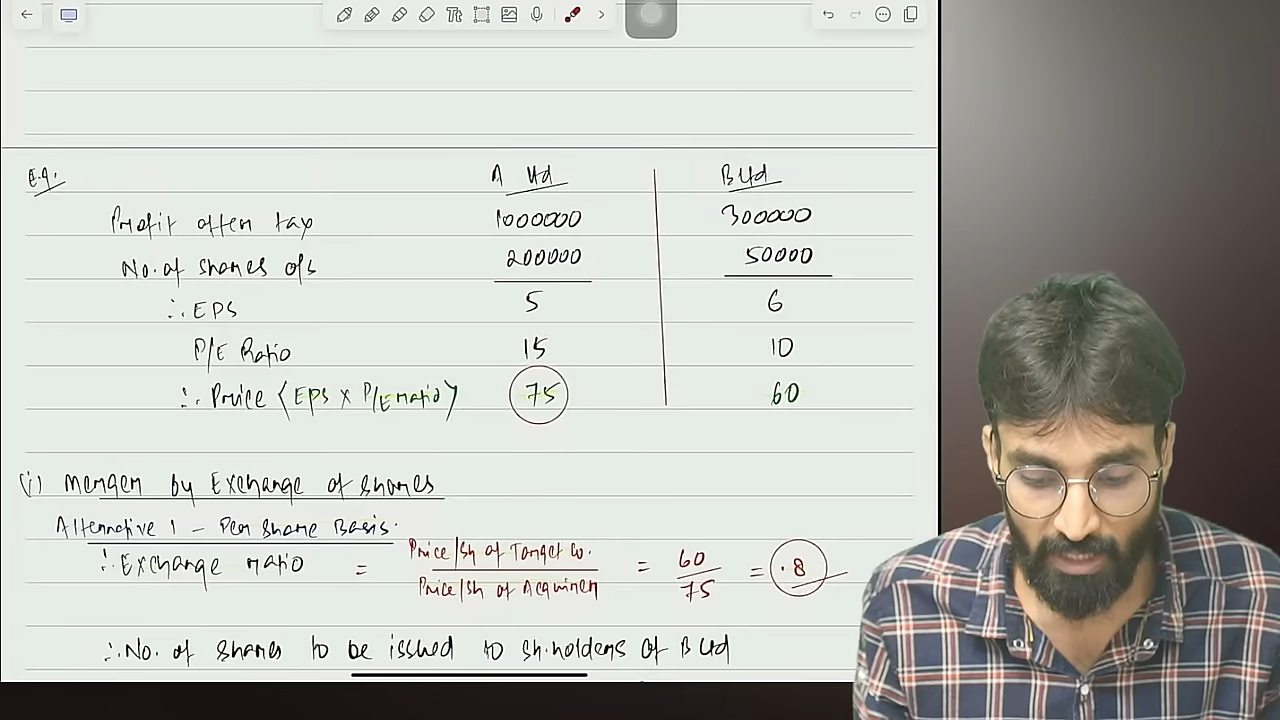 E.g.
A Ltd B Ltd
Profit after tax 1000000 300000
No. of shares o/s 200000 50000
∴ EPS 5 6
P/E Ratio 15 10
∴ Price (EPS x P/E ratio) 75 60
(i) Merger by Exchange of shares
Alternative 1 - Per Share Basis.
∴ Exchange ratio = Price/Sh of Target Co. / Price/Sh of Acquirer = 60/75 = .8
∴ No. of shares to be issued to sh.holders of B Ltd